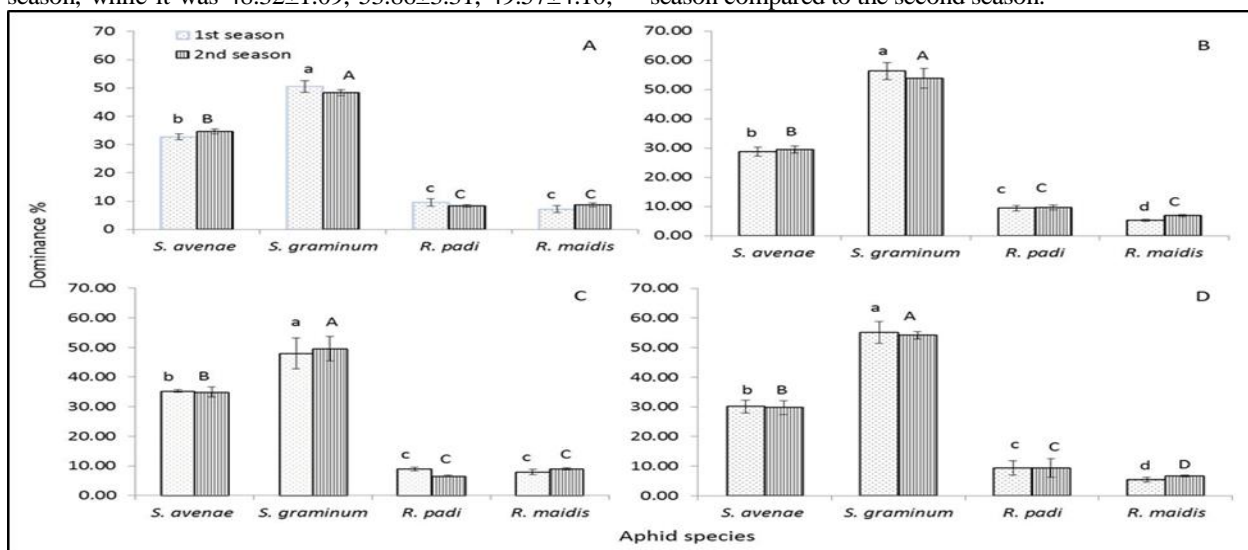 season, while it was 48.32±1.09, 53.86±3.31, 49.57±4.10,
season compared to the second season.
Dominance %
70
60
50
40
30
20
10
0
1st season
2nd season
A
b B
a A
c C
c C
S. avenae S. graminum R. padi R. maidis
70.00
60.00
50.00
40.00
30.00
20.00
10.00
0.00
B
b B
a A
c C
d C
S. avenae S. graminum R. padi R. maidis
70.00
60.00
50.00
40.00
30.00
20.00
10.00
0.00
C
b B
a A
c C
c C
S. avenae S. graminum R. padi R. maidis
70.00
60.00
50.00
40.00
30.00
20.00
10.00
0.00
D
b B
a A
c C
d D
S. avenae S. graminum R. padi R. maidis
Aphid species